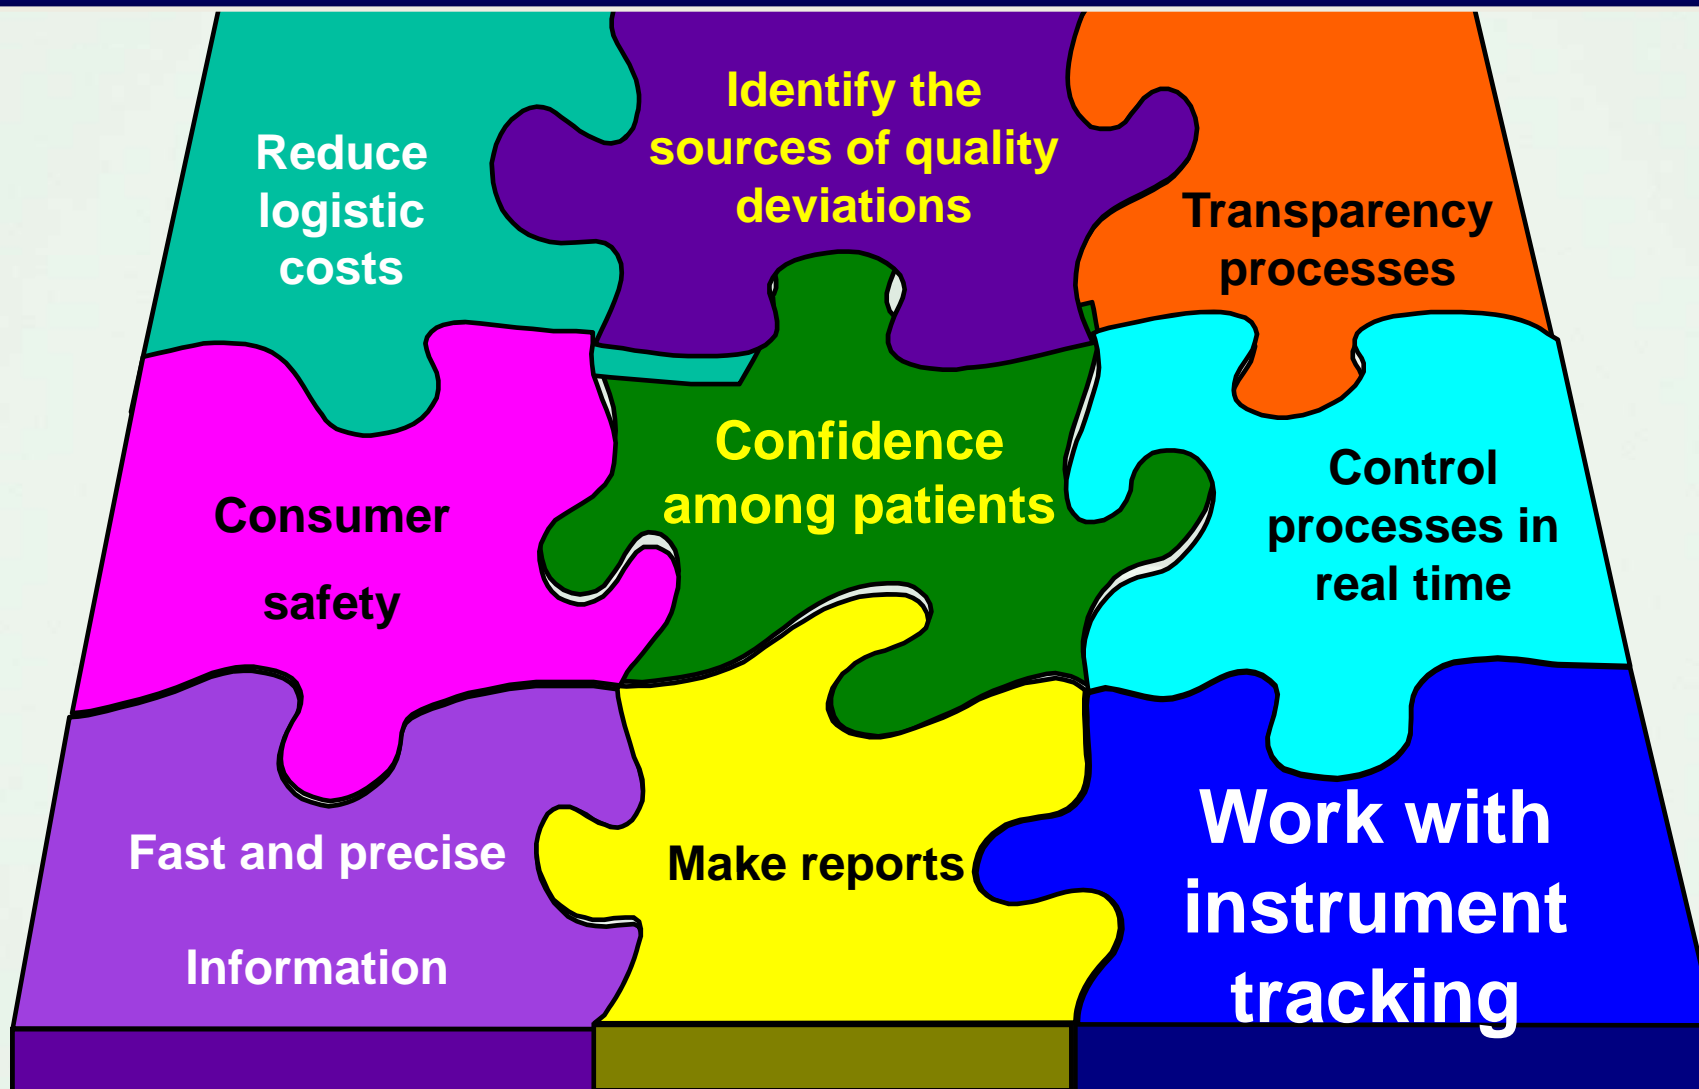 Reduce
logistic
costs
Identify the
sources of quality
deviations
Transparency
processes
Consumer
safety
Confidence
among patients
Control
processes in
real time
Fast and precise
Information
Make reports
Work with
instrument
tracking